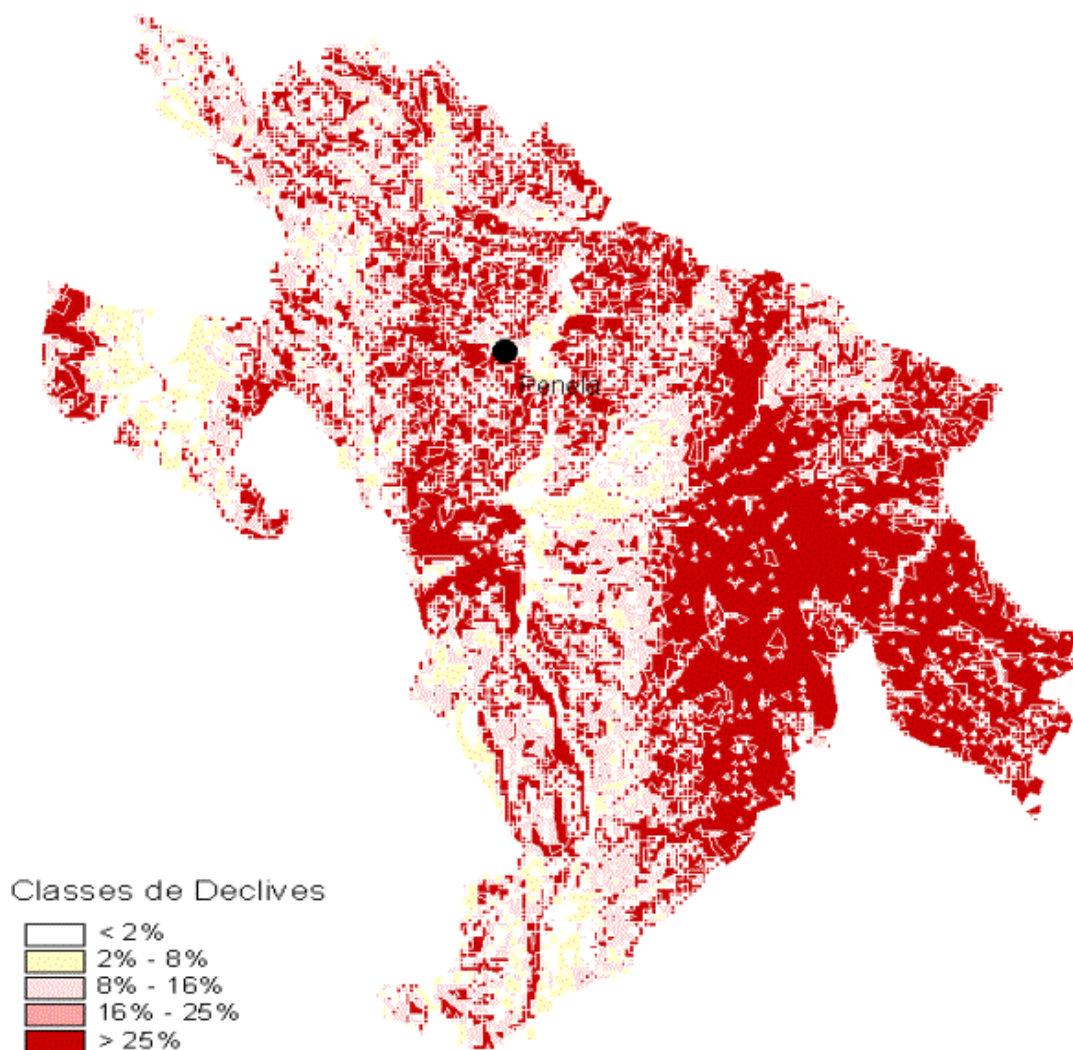 Penela
Classes de Declives
< 2%
2% - 8%
8% - 16%
16% - 25%
> 25%